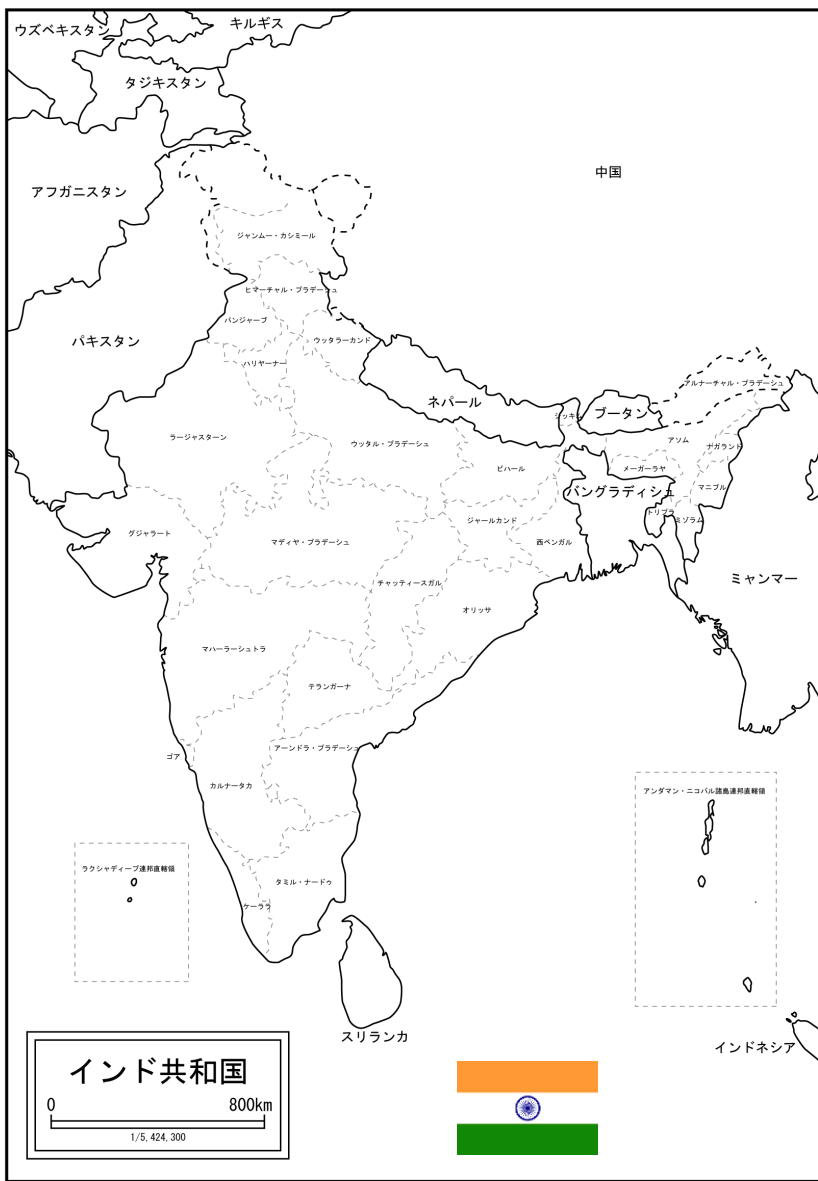 ウズベキスタン
キルギス
タジキスタン
中国
アフガニスタン
ジャンムー・カシミール
ヒマーチャル・プラデーシュ
パンジャーブ
パキスタン
ウッタラーカンド
ハリヤーナー
アルナーチャル・プラデーシュ
ネパール
ブータン
シッキム
ラージャスターン
ウッタル・プラデーシュ
アソム
ナガランド
ビハール
メーガーラヤ
バングラディシュ
マニプル
トリプラ
ミゾラム
ジャールカンド
グジャラート
マディヤ・プラデーシュ
西ベンガル
チャッティースガル
ミャンマー
オリッサ
マハーラーシュトラ
テランガーナ
アーンドラ・プラデーシュ
ゴア
カルナータカ
アンダマン・ニコバル諸島連邦直轄領
ラクシャディープ連邦直轄領
タミル・ナードゥ
ケーララ
スリランカ
インドネシア
インド共和国
0 800km
1/5,424,300